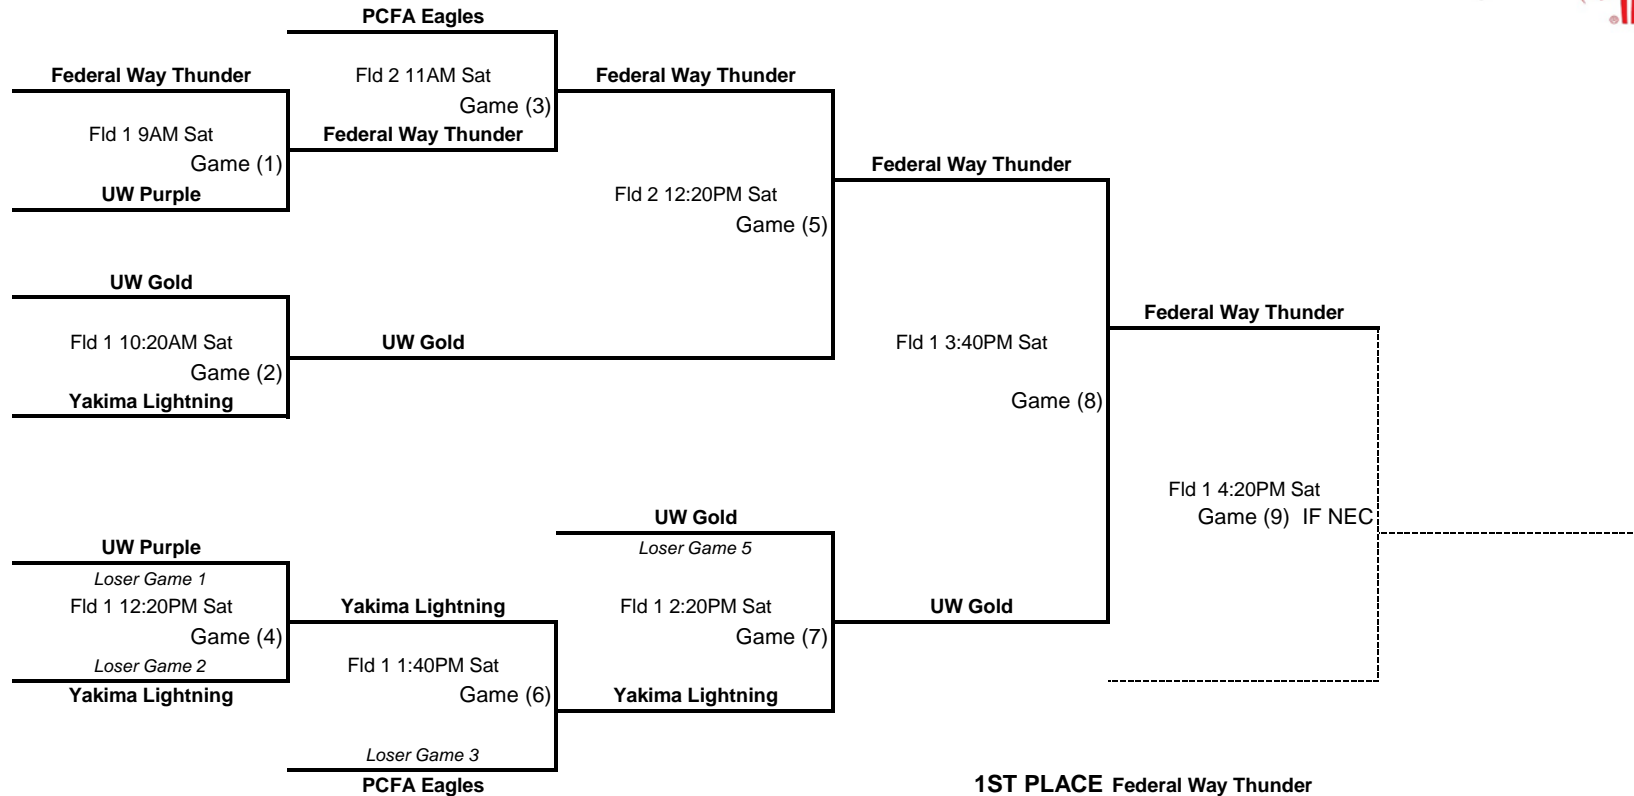 PCFA Eagles
Federal Way Thunder
Fld 2 11AM Sat
Federal Way Thunder
Game (3)
Fld 1 9AM Sat
Federal Way Thunder
Game (1)
Federal Way Thunder
UW Purple
Fld 2 12:20PM Sat
Game (5)
UW Gold
Federal Way Thunder
Fld 1 10:20AM Sat
UW Gold
Fld 1 3:40PM Sat
Game (2)
Yakima Lightning
Game (8)
Fld 1 4:20PM Sat
UW Gold
Game (9) IF NEC
UW Purple
Loser Game 5
Loser Game 1
Fld 1 12:20PM Sat
Yakima Lightning
Fld 1 2:20PM Sat
UW Gold
Game (4)
Game (7)
Loser Game 2
Fld 1 1:40PM Sat
Yakima Lightning
Game (6)
Yakima Lightning
Loser Game 3
PCFA Eagles
1ST PLACE Federal Way Thunder